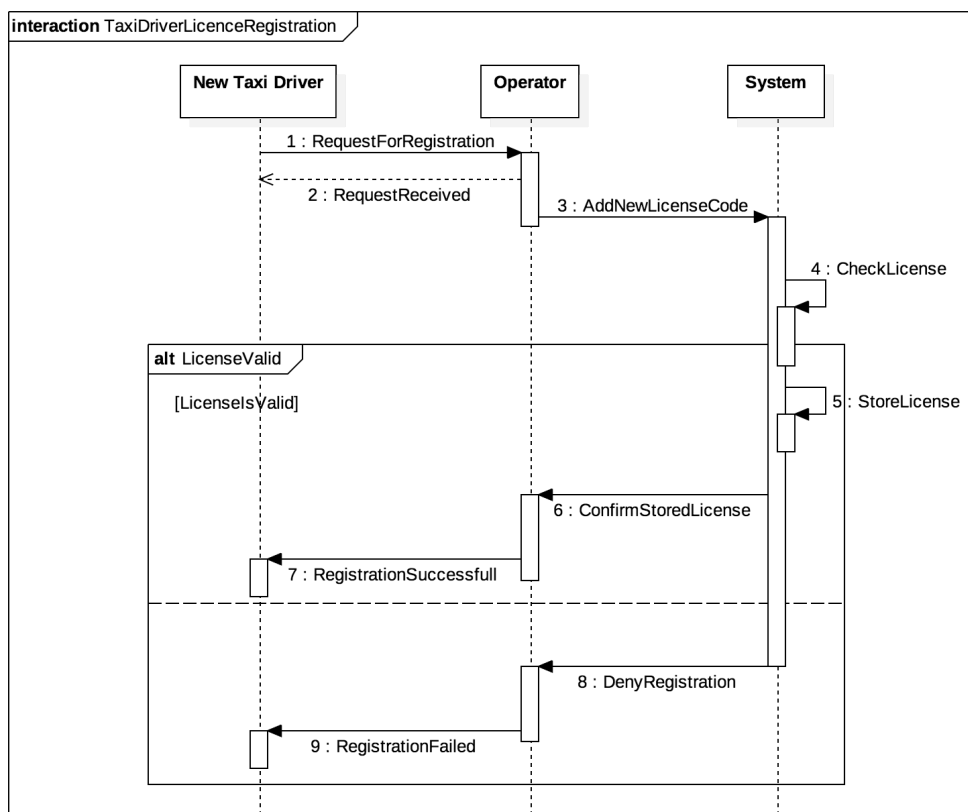 interaction TaxiDriverLicenceRegistration
New Taxi Driver
Operator
System
1 : RequestForRegistration
2 : RequestReceived
3 : AddNewLicenseCode
4 : CheckLicense
alt LicenseValid
[LicenseIsValid]
5 : StoreLicense
6 : ConfirmStoredLicense
7 : RegistrationSuccessfull
8 : DenyRegistration
9 : RegistrationFailed